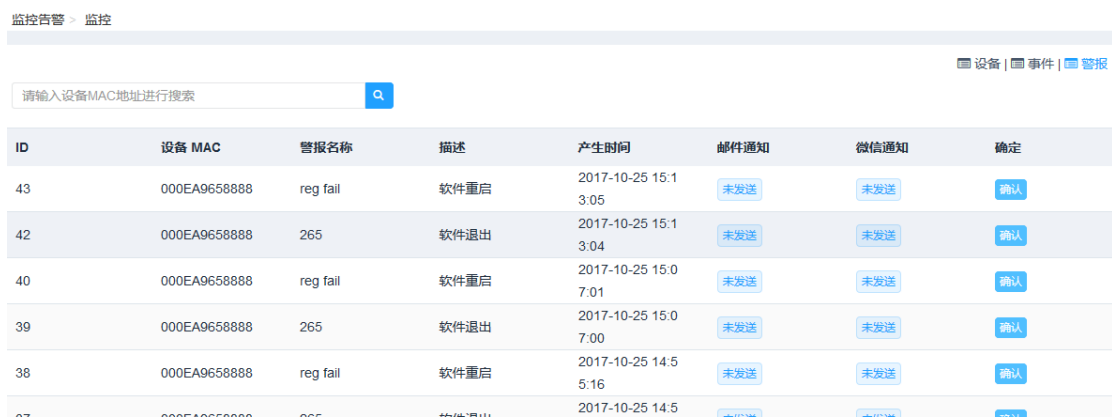 监控告警 > 监控
设备 | 事件 | 警报
请输入设备MAC地址进行搜索
ID 设备 MAC 警报名称 描述 产生时间 邮件通知 微信通知 确定
43 000EA9658888 reg fail 软件重启 2017-10-25 15:1 未发送 未发送 确认
3:05
42 000EA9658888 265 软件退出 2017-10-25 15:1 未发送 未发送 确认
3:04
40 000EA9658888 reg fail 软件重启 2017-10-25 15:0 未发送 未发送 确认
7:01
39 000EA9658888 265 软件退出 2017-10-25 15:0 未发送 未发送 确认
7:00
38 000EA9658888 reg fail 软件重启 2017-10-25 14:5 未发送 未发送 确认
5:16
2017-10-25 14:5